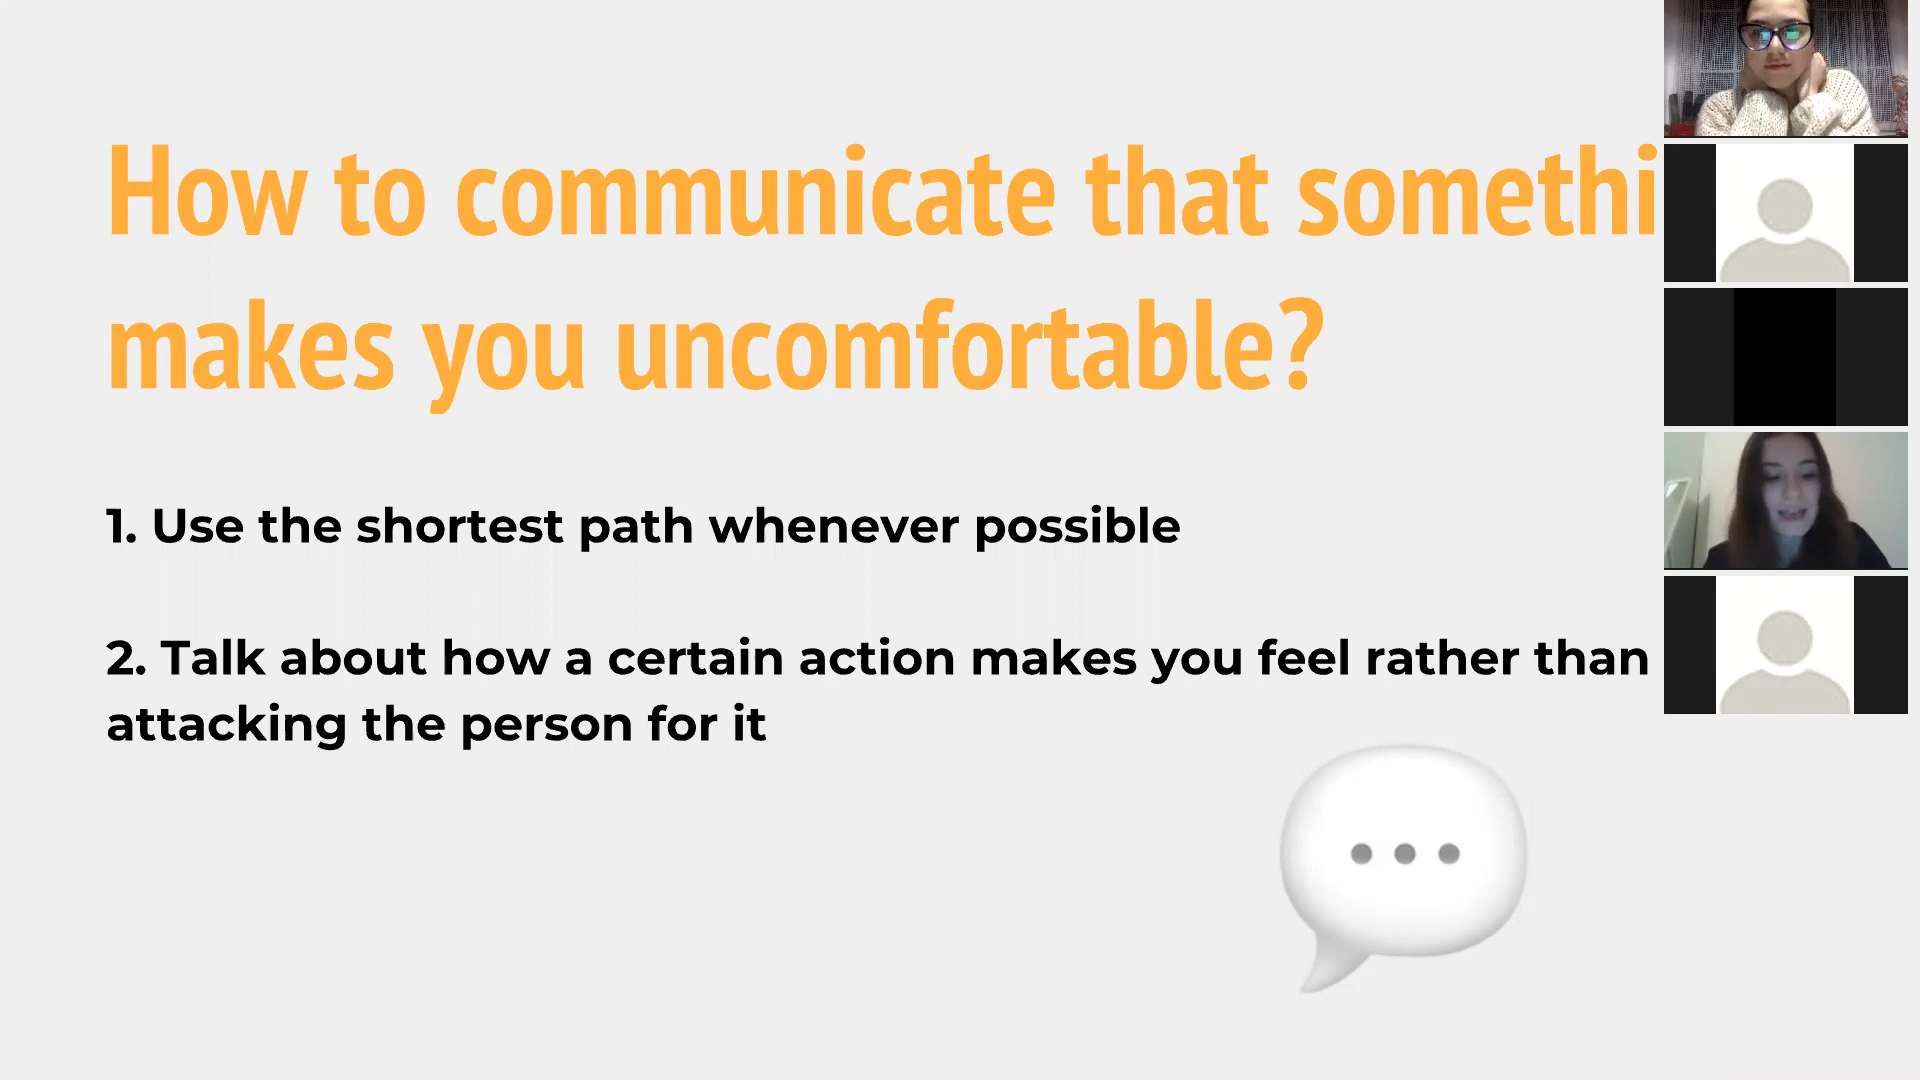 How to communicate that somethi
makes you uncomfortable?
1. Use the shortest path whenever possible
2. Talk about how a certain action makes you feel rather than
attacking the person for it